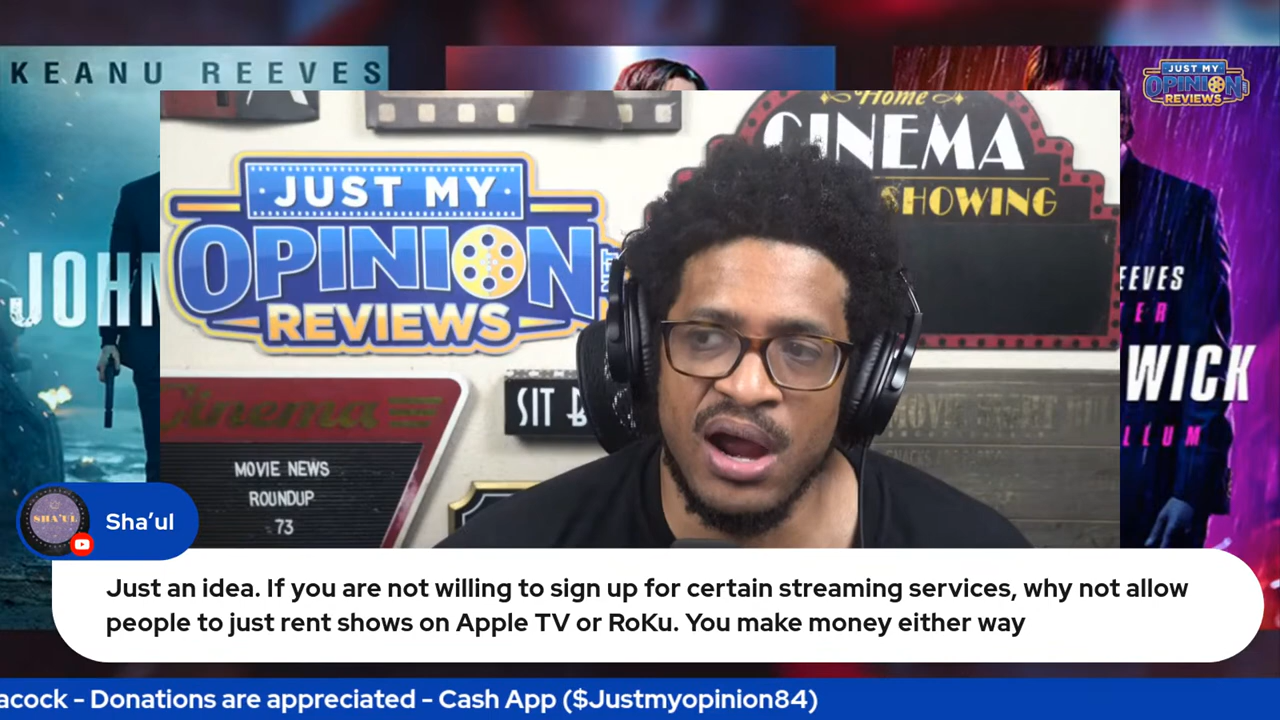 KEANU REEVES
JUST MY
OPINION
REVIEWS
Home
CINEMA
SHOWING
JUST MY
OPINION
REVIEWS
.NET
JOHN
EEVES
TER
WICK
LLUM
Cinema
SIT B
MOVIE NEWS
ROUNDUP
73
Sha’ul
SHA'UL
Just an idea. If you are not willing to sign up for certain streaming services, why not allow
people to just rent shows on Apple TV or RoKu. You make money either way
acock - Donations are appreciated - Cash App ($Justmyopinion84)